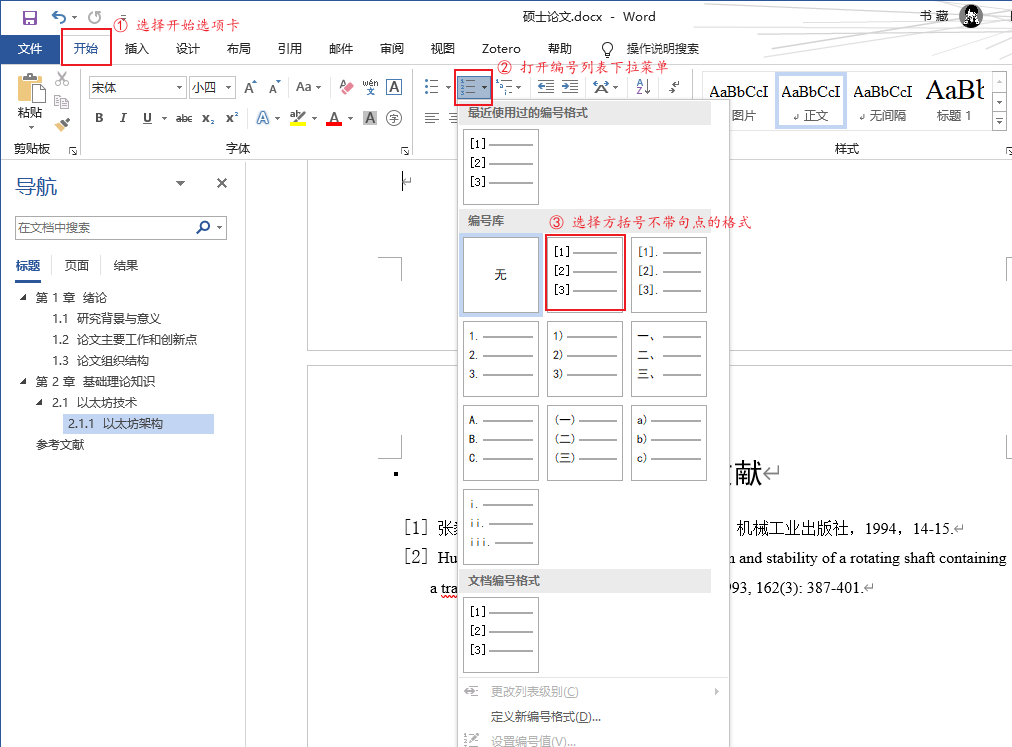 硕士论文.docx - Word
书 藏
① 选择开始选项卡
文件 开始 插入 设计 布局 引用 邮件 审阅 视图 Zotero 帮助 操作说明搜索
② 打开编号列表下拉菜单
粘贴
宋体 小四 A A Aa wén 文 A
B I U abc x₂ x² A ab A A 字
AaBbCcI AaBbCcI AaBbCcI AaBb
图片 正文 无间隔 标题 1
剪贴板 字体 样式
导航
在文档中搜索
标题 页面 结果
第 1 章 绪论
1.1 研究背景与意义
1.2 论文主要工作和创新点
1.3 论文组织结构
第 2 章 基础理论知识
2.1 以太坊技术
2.1.1 以太坊架构
参考文献
最近使用过的编号格式
[1]
[2]
[3]
编号库
③ 选择方括号不带句点的格式
无
[1]
[2]
[3]
[1].
[2].
[3].
1.
2.
3.
1)
2)
3)
一、
二、
三、
A.
B.
C.
(一)
(二)
(三)
a)
b)
c)
i.
ii.
iii.
文档编号格式
[1]
[2]
[3]
更改列表级别(C)
定义新编号格式(D)...
设置编号值(V)...
献
[1] 张 机械工业出版社，1994，14-15.
[2] Hu n and stability of a rotating shaft containing
a tra 93, 162(3): 387-401.